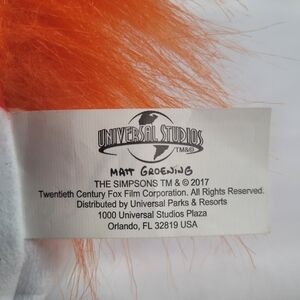 UNIVERSAL STUDIOS
TM&©
MATT GROENING
THE SIMPSONS TM & © 2017
Twentieth Century Fox Film Corporation. All Rights Reserved.
Distributed by Universal Parks & Resorts
1000 Universal Studios Plaza
Orlando, FL 32819 USA